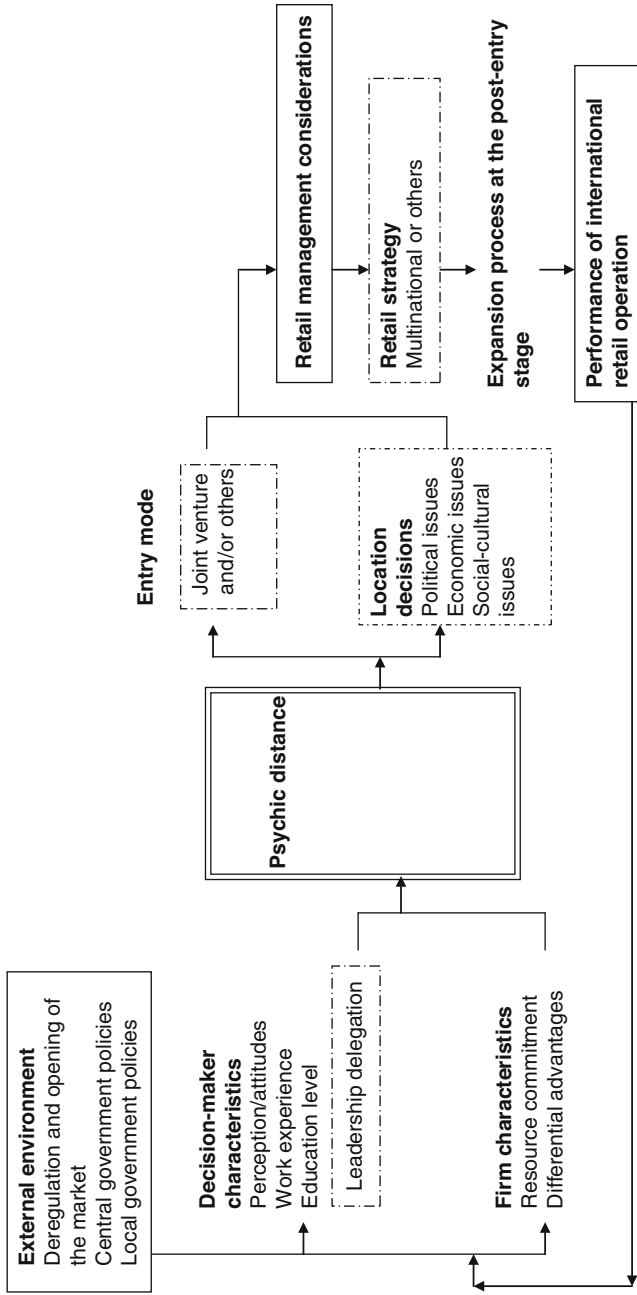 External environment
Deregulation and opening of
the market
Central government policies
Local government policies
Decision-maker
characteristics
Perception/attitudes
Work experience
Education level
Leadership delegation
Firm characteristics
Resource commitment
Differential advantages
Psychic distance
Entry mode
Joint venture
and/or others
Location
decisions
Political issues
Economic issues
Social-cultural
issues
Retail management considerations
Retail strategy
Multinational or others
Expansion process at the post-entry
stage
Performance of international
retail operation